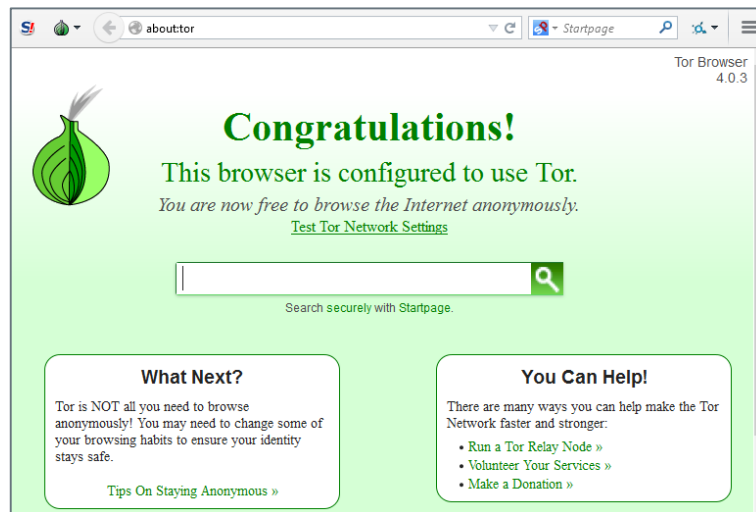 S!
about:tor
Startpage
Tor Browser
4.0.3
Congratulations!
This browser is configured to use Tor.
You are now free to browse the Internet anonymously.
Test Tor Network Settings
Search securely with Startpage.
What Next?
Tor is NOT all you need to browse
anonymously! You may need to change some of
your browsing habits to ensure your identity
stays safe.
Tips On Staying Anonymous »
You Can Help!
There are many ways you can help make the Tor
Network faster and stronger:
• Run a Tor Relay Node »
• Volunteer Your Services »
• Make a Donation »